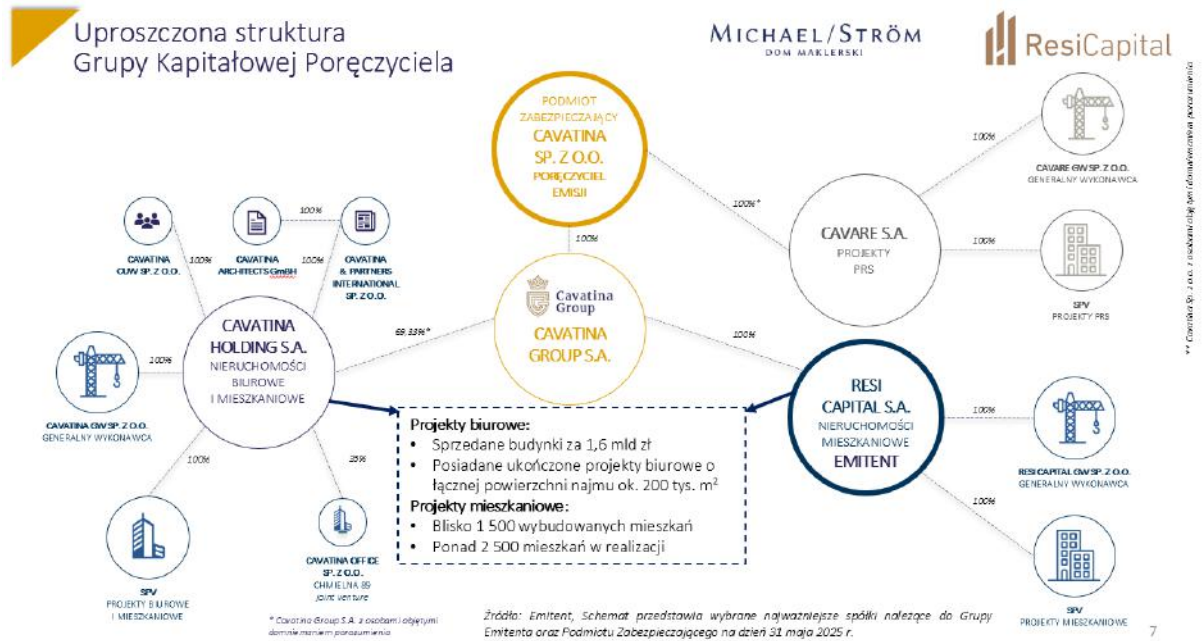 Uproszczona struktura
Grupy Kapitałowej Poręczyciela
MICHAEL/STRÖM
DOM MAKLERSKI
ResiCapital
PODMIOT
ZABEZPIECZAJĄCY
CAVATINA
SP. Z O.O.
PORĘCZYCIEL
EMISJI
100%
CAVARE GW SP. Z O.O.
GENERALNY WYKONAWCA
100%*
CAVARE S.A.
PROJEKTY
PRS
100%
SPV
PROJEKTY PRS
** Cavatina Sp. z o.o. z osobami objętymi domniemaniem porozumienia
100%
CAVATINA
CUW SP. Z O.O.
100%
CAVATINA
ARCHITECTS GmBH
100%
100%
CAVATINA
& PARTNERS
INTERNATIONAL
SP. Z O.O.
Cavatina
Group
CAVATINA
GROUP S.A.
69,33%*
100%
CAVATINA
HOLDING S.A.
NIERUCHOMOŚCI
BIUROWE
I MIESZKANIOWE
100%
CAVATINA GW SP. Z O.O.
GENERALNY WYKONAWCA
100%
SPV
PROJEKTY BIUROWE
I MIESZKANIOWE
35%
CAVATINA OFFICE
SP. Z O.O.
CHMIELNA 89
joint venture
Projekty biurowe:
• Sprzedane budynki za 1,6 mld zł
• Posiadane ukończone projekty biurowe o
łącznej powierzchni najmu ok. 200 tys. m²
Projekty mieszkaniowe:
• Blisko 1 500 wybudowanych mieszkań
• Ponad 2 500 mieszkań w realizacji
RESI
CAPITAL S.A.
NIERUCHOMOŚCI
MIESZKANIOWE
EMITENT
100%
RESI CAPITAL GW SP. Z O.O.
GENERALNY WYKONAWCA
100%
SPV
PROJEKTY MIESZKANIOWE
* Cavatina Group S.A. z osobami objętymi
domniemaniem porozumienia
Źródło: Emitent, Schemat przedstawia wybrane najważniejsze spółki należące do Grupy
Emitenta oraz Podmiotu Zabezpieczającego na dzień 31 maja 2025 r.
7